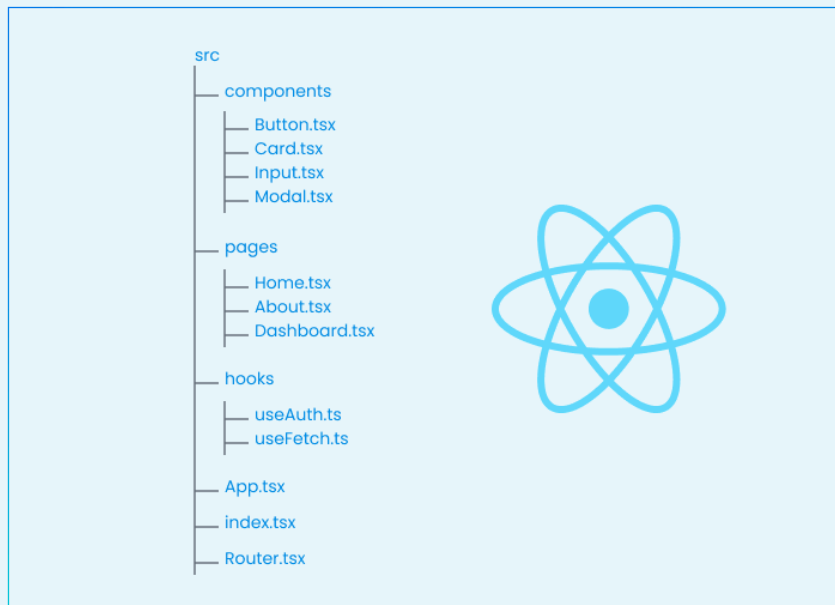 src
components
Button.tsx
Card.tsx
Input.tsx
Modal.tsx
pages
Home.tsx
About.tsx
Dashboard.tsx
hooks
useAuth.ts
useFetch.ts
App.tsx
index.tsx
Router.tsx